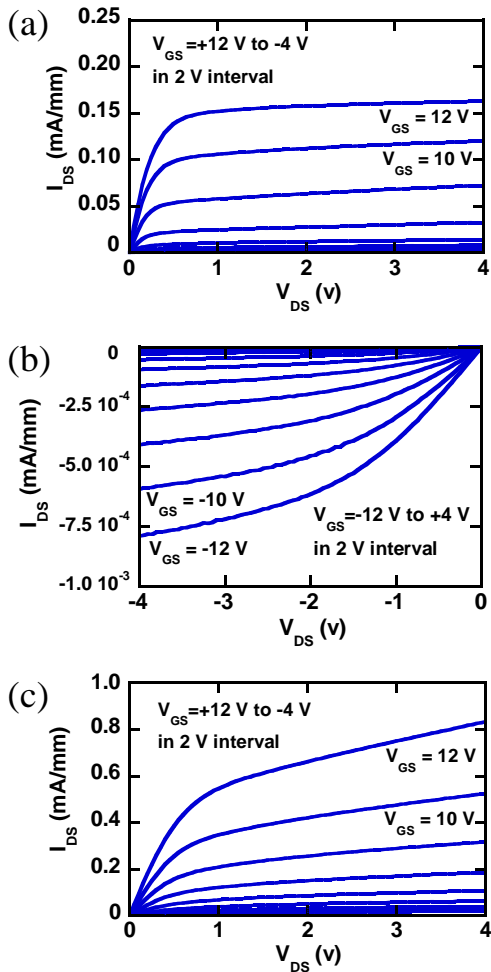 (a)
0.25
0.20
0.15
0.10
0.05
0
I_DS (mA/mm)
V_GS=+12 V to -4 V
in 2 V interval
V_GS = 12 V
V_GS = 10 V
0 1 2 3 4
V_DS (v)
(b)
0
-2.5 10^-4
-5.0 10^-4
-7.5 10^-4
-1.0 10^-3
I_DS (mA/mm)
V_GS = -10 V
V_GS = -12 V
V_GS=-12 V to +4 V
in 2 V interval
-4 -3 -2 -1 0
V_DS (v)
(c)
1.0
0.8
0.6
0.4
0.2
0
I_DS (mA/mm)
V_GS=+12 V to -4 V
in 2 V interval
V_GS = 12 V
V_GS = 10 V
0 1 2 3 4
V_DS (v)